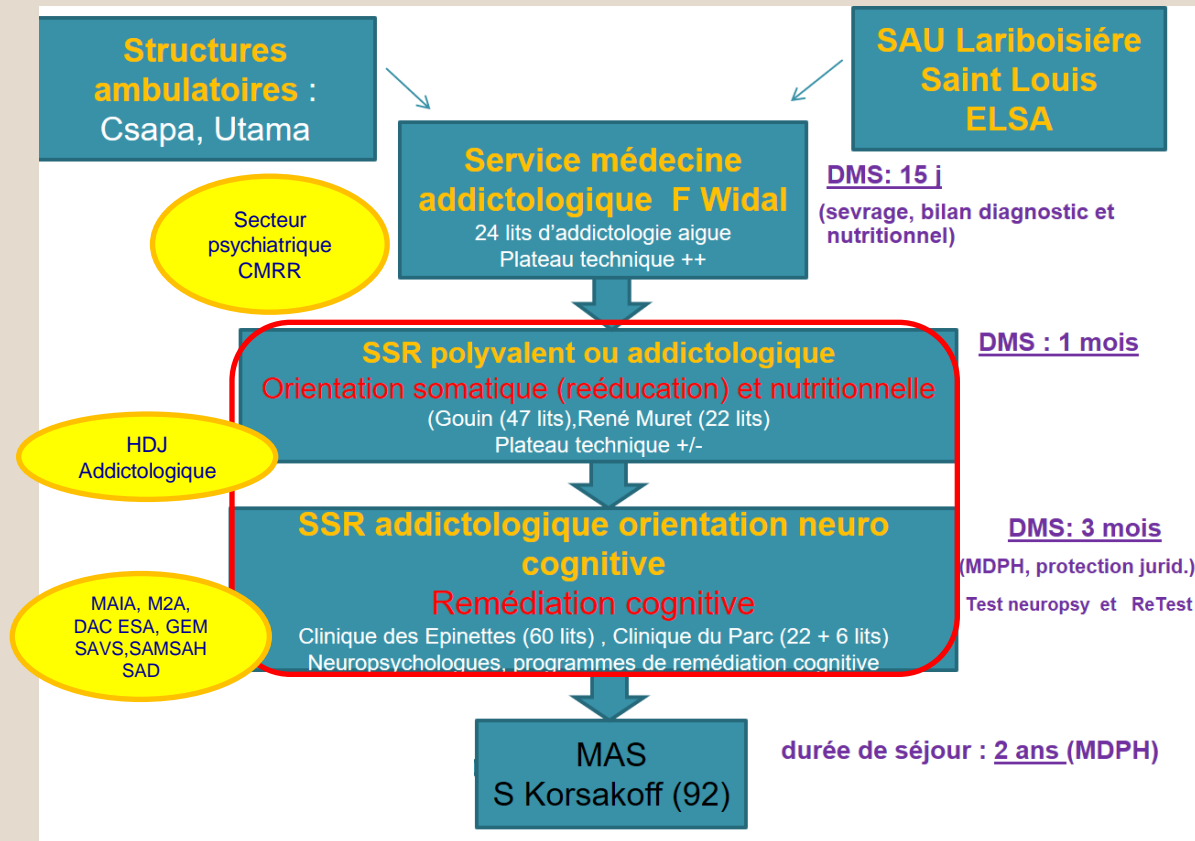 Structures
ambulatoires :
Csapa, Utama
SAU Lariboisiére
Saint Louis
ELSA
Service médecine
addictologique F Widal
24 lits d'addictologie aigue
Plateau technique ++
DMS: 15 j
(sevrage, bilan diagnostic et
nutritionnel)
Secteur
psychiatrique
CMRR
SSR polyvalent ou addictologique
Orientation somatique (reéducation) et nutritionnelle
(Gouin (47 lits),René Muret (22 lits)
Plateau technique +/-
DMS : 1 mois
HDJ
Addictologique
SSR addictologique orientation neuro
cognitive
Remédiation cognitive
Clinique des Epinettes (60 lits) , Clinique du Parc (22 + 6 lits)
Neuropsychologues, programmes de remédiation cognitive
DMS: 3 mois
(MDPH, protection jurid.)
Test neuropsy et ReTest
MAIA, M2A,
DAC ESA, GEM
SAVS,SAMSAH
SAD
MAS
S Korsakoff (92)
durée de séjour : 2 ans (MDPH)